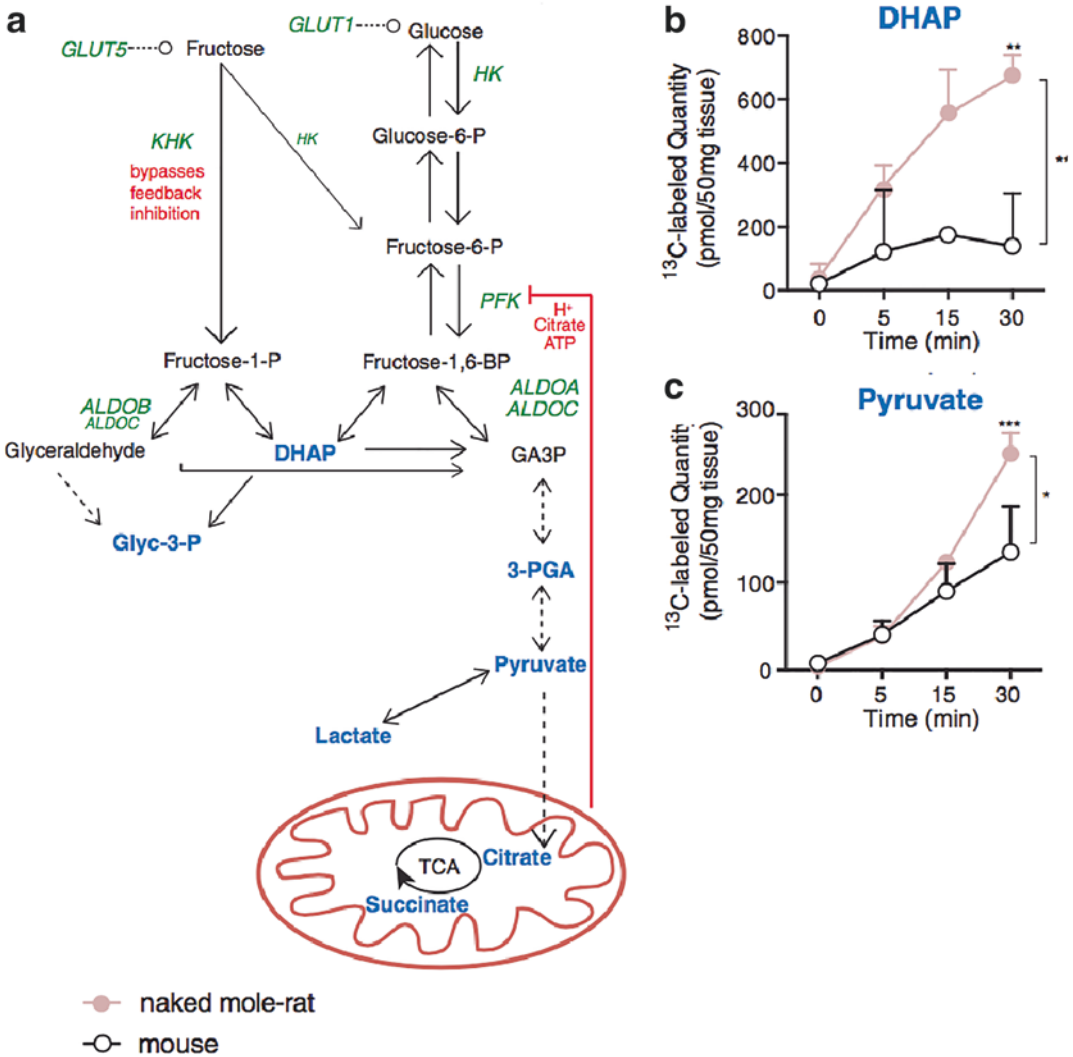 a
GLUT5
Fructose
GLUT1
Glucose
HK
KHK
bypasses
feedback
inhibition
HK
Glucose-6-P
Fructose-6-P
PFK
H+
Citrate
ATP
Fructose-1-P
Fructose-1,6-BP
ALDOB
ALDOC
ALDOA
ALDOC
Glyceraldehyde
DHAP
GA3P
Glyc-3-P
3-PGA
Pyruvate
Lactate
TCA
Citrate
Succinate
naked mole-rat
mouse
b
DHAP
13C-labeled Quantity
(pmol/50mg tissue)
800
600
400
200
0
**
**
0 5 15 30
Time (min)
c
Pyruvate
13C-labeled Quantit
(pmol/50mg tissue)
300
200
100
0
***
*
0 5 15 30
Time (min)